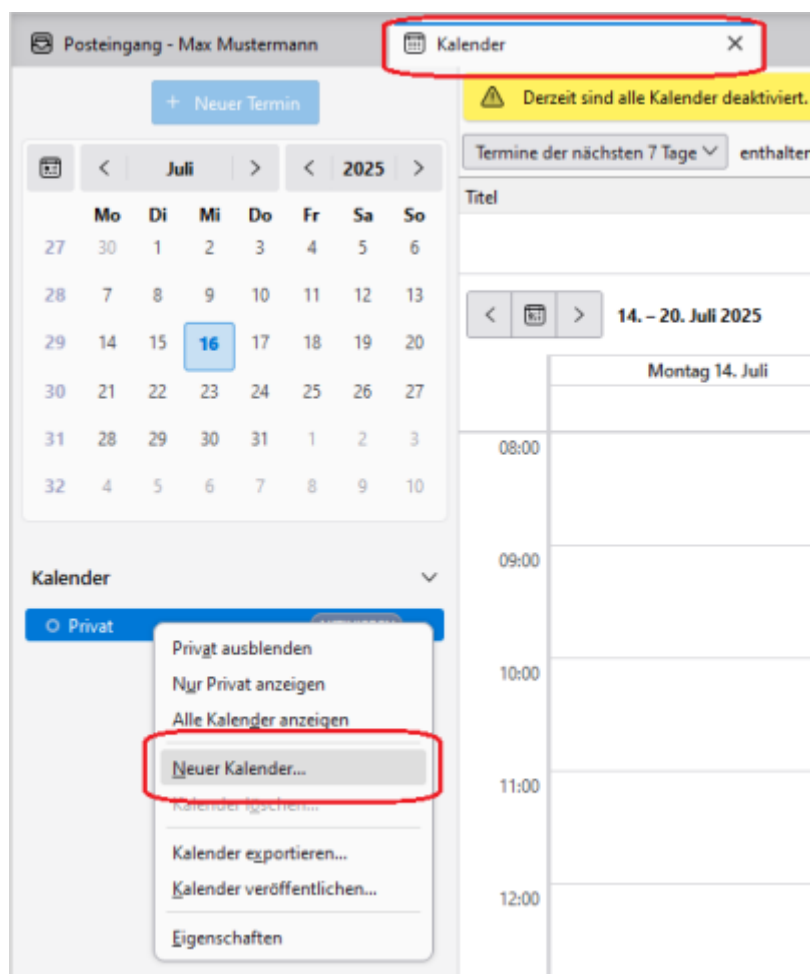 Posteingang - Max Mustermann
Kalender
+ Neuer Termin
Derzeit sind alle Kalender deaktiviert.
Juli
2025
Termine der nächsten 7 Tage
Titel
Mo Di Mi Do Fr Sa So
27 30 1 2 3 4 5 6
28 7 8 9 10 11 12 13
29 14 15 16 17 18 19 20
30 21 22 23 24 25 26 27
31 28 29 30 31 1 2 3
32 4 5 6 7 8 9 10
14. – 20. Juli 2025
Montag 14. Juli
08:00
09:00
10:00
11:00
12:00
Kalender
Privat
Privat ausblenden
Nur Privat anzeigen
Alle Kalender anzeigen
Neuer Kalender...
Kalender löschen...
Kalender exportieren...
Kalender veröffentlichen...
Eigenschaften